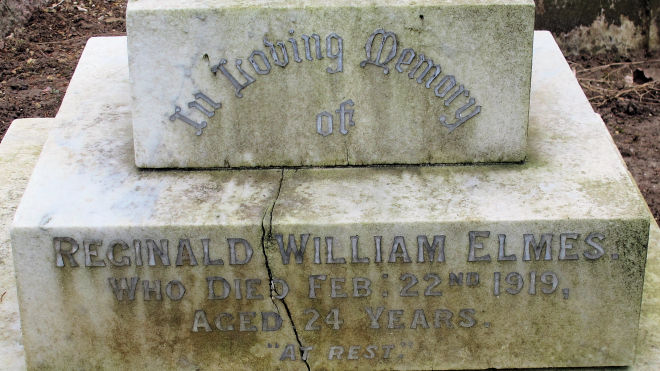 In Loving Memory
of
REGINALD WILLIAM ELMES.
WHO DIED FEB: 22ND 1919,
AGED 24 YEARS.
"AT REST."